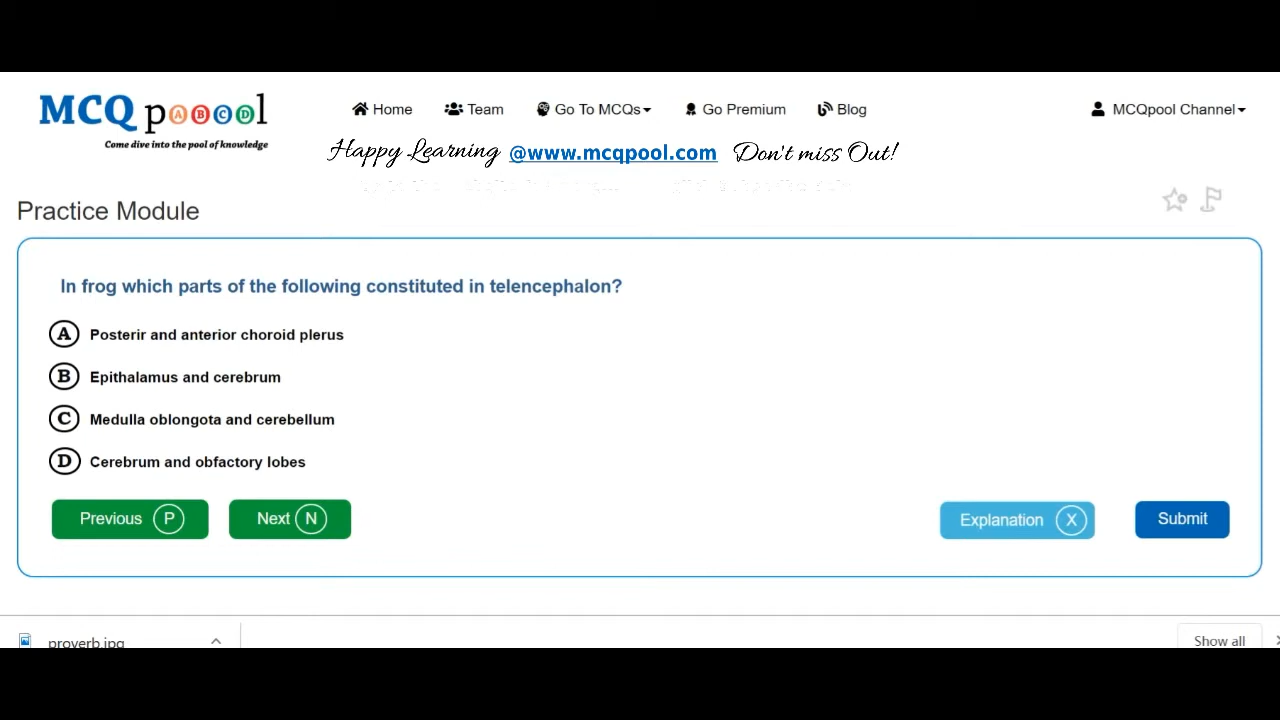 MCQ poool
Come dive into the pool of knowledge
Home Team Go To MCQs Go Premium Blog MCQpool Channel
Happy Learning @www.mcqpool.com Don't miss Out!
Practice Module
In frog which parts of the following constituted in telencephalon?
A Posterir and anterior choroid plerus
B Epithalamus and cerebrum
C Medulla oblongota and cerebellum
D Cerebrum and obfactory lobes
Previous P Next N Explanation X Submit
proverb.jpg Show all